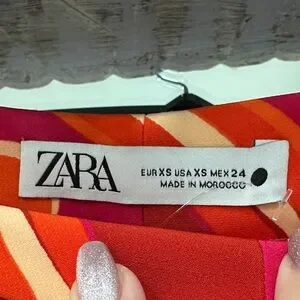 ZARA
EUR XS USA XS MEX 24
MADE IN MOROCCO